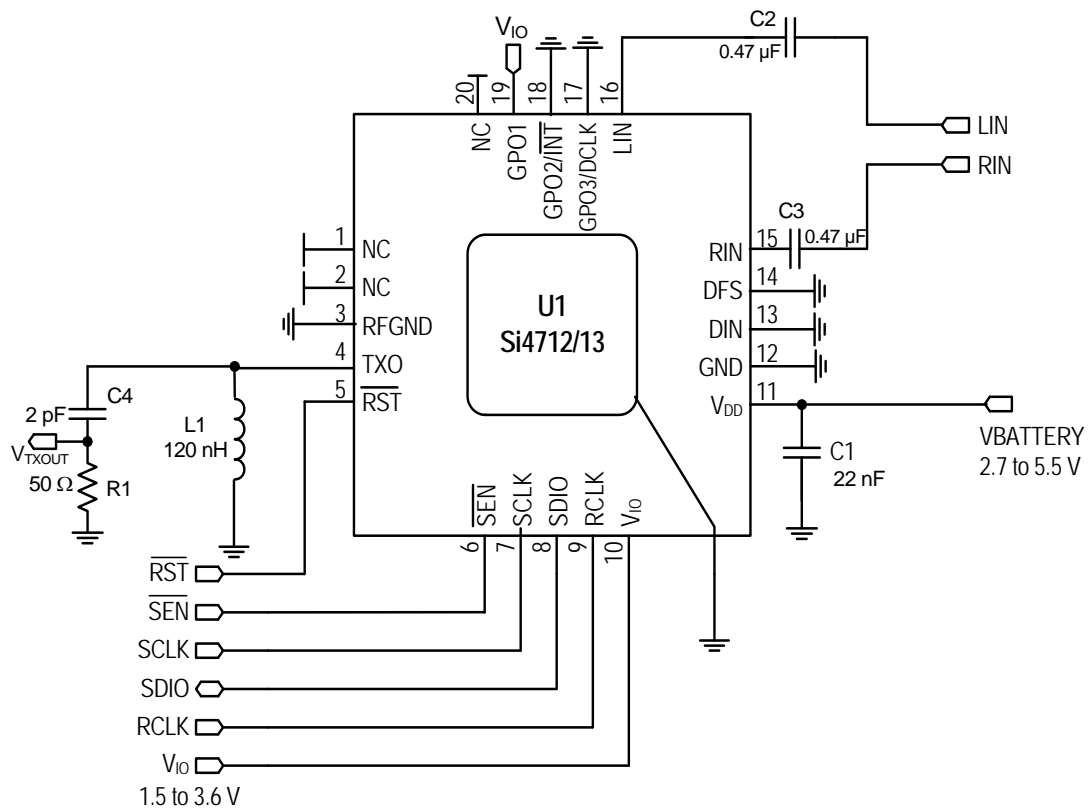 C2
0.47 µF
VIO
20
19
18
17
16
NC
GPO1
GPO2/INT
GPO3/DCLK
LIN
LIN
RIN
C3
0.47 µF
1
NC
15
RIN
2
NC
14
DFS
3
RFGND
13
DIN
U1
Si4712/13
4
TXO
12
GND
5
RST
11
VDD
C4
2 pF
VTXOUT
50 Ω
R1
L1
120 nH
VBATTERY
2.7 to 5.5 V
C1
22 nF
SEN
SCLK
SDIO
RCLK
VIO
6
7
8
9
10
RST
SEN
SCLK
SDIO
RCLK
VIO
1.5 to 3.6 V